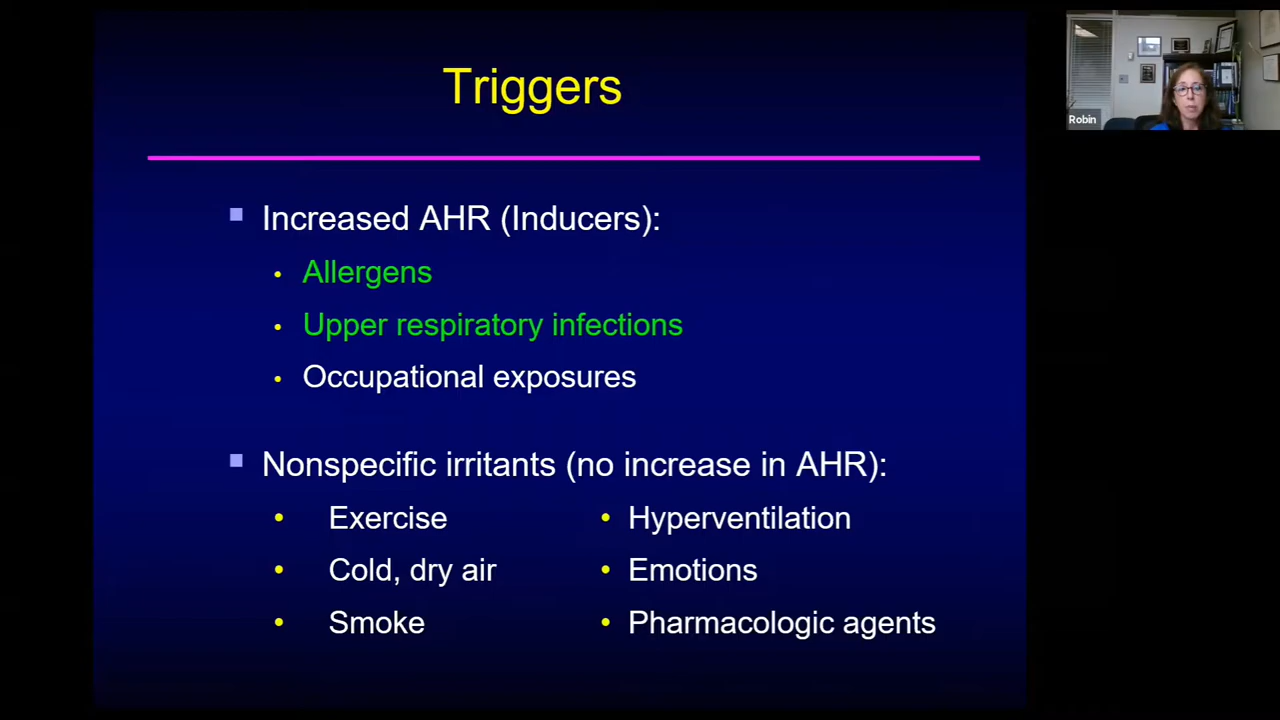 Triggers
Robin
Increased AHR (Inducers):
Allergens
Upper respiratory infections
Occupational exposures
Nonspecific irritants (no increase in AHR):
Exercise
Hyperventilation
Cold, dry air
Emotions
Smoke
Pharmacologic agents